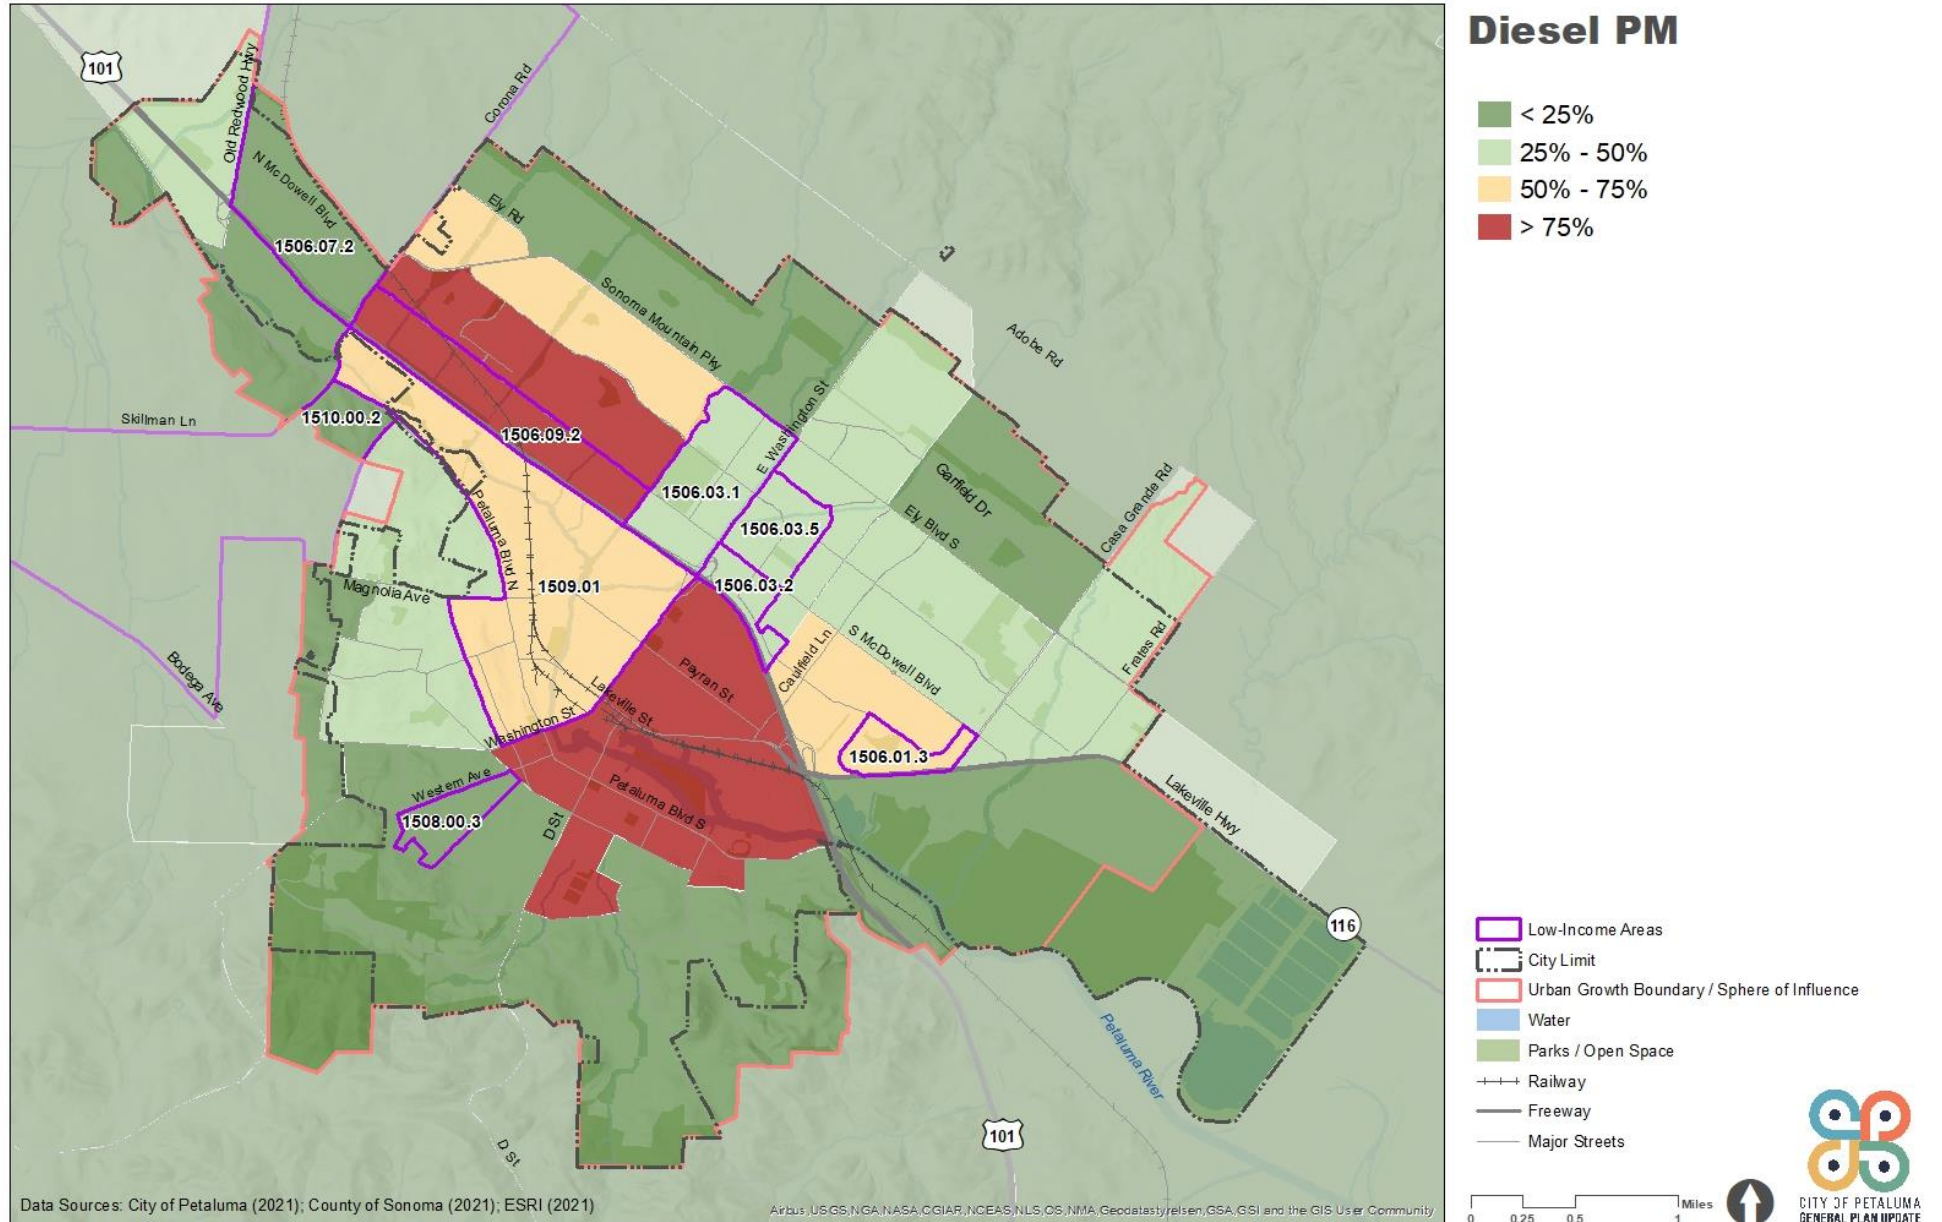 Diesel PM
< 25%
25% - 50%
50% - 75%
> 75%
101
Old Redwood Hwy
Corona Rd
N Mc Dowell Blvd
Ely Rd
1506.07.2
Sonoma Mountain Pky
Adobe Rd
Skillman Ln
1510.00.2
1506.09.2
E Washington St
1506.03.1
Garfield Dr
Casa Grande Rd
Ely Blvd S
1506.03.5
Petaluma Blvd N
1509.01
1506.03.2
Magnolia Ave
Caulfield Ln
S McDowell Blvd
Frates Rd
Bodega Ave
Payran St
Lakeville St
Washington St
1506.01.3
Western Ave
Petaluma Blvd S
Lakeville Hwy
1508.00.3
D St
116
Petaluma River
101
D St
Low-Income Areas
City Limit
Urban Growth Boundary / Sphere of Influence
Water
Parks / Open Space
Railway
Freeway
Major Streets
Data Sources: City of Petaluma (2021); County of Sonoma (2021); ESRI (2021)
Airbus,USGS,NGA,NASA,CGIAR,NCEAS,NLS,OS,NMA,Geodatastyrelsen,GSA,GSI and the GIS User Community
Miles
0 0.25 0.5 1
CITY OF PETALUMA
GENERAL PLAN UPDATE